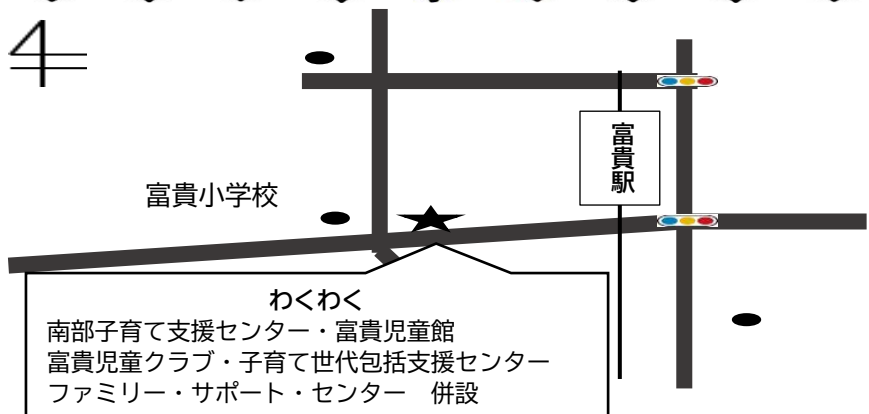 富貴駅
富貴小学校
わくわく
南部子育て支援センター・富貴児童館
富貴児童クラブ・子育て世代包括支援センター
ファミリー・サポート・センター　併設